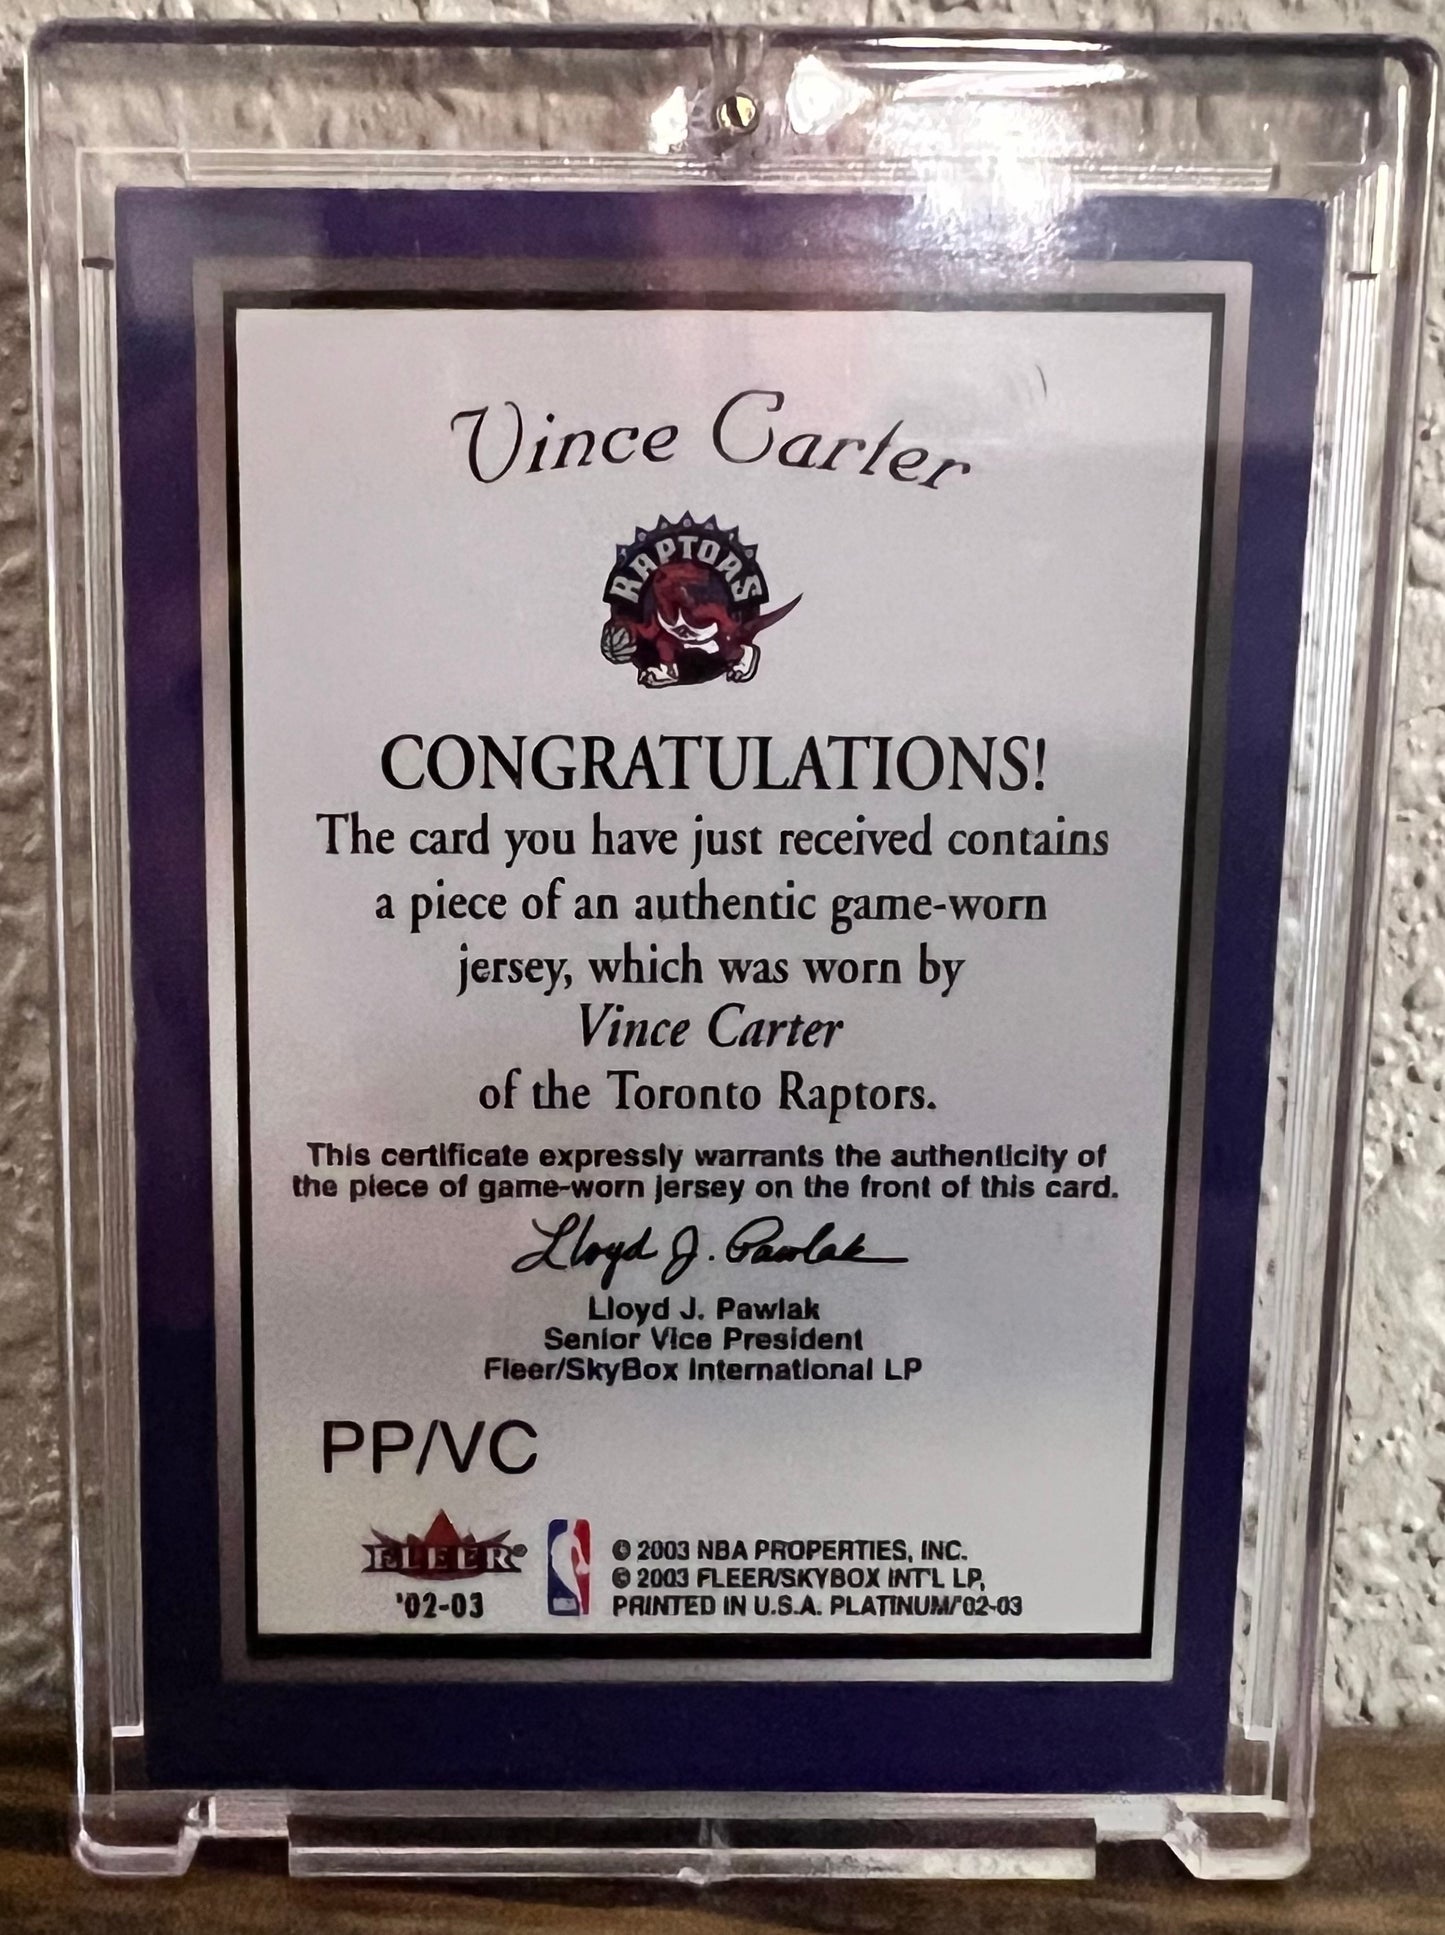 Vince Carter
RAPTORS
CONGRATULATIONS!
The card you have just received contains
a piece of an authentic game-worn
jersey, which was worn by
Vince Carter
of the Toronto Raptors.
This certificate expressly warrants the authenticity of
the piece of game-worn jersey on the front of this card.
Lloyd J. Pawlak
Lloyd J. Pawlak
Senior Vice President
Fleer/SkyBox International LP
PP/VC
FLEER®
'02-03
© 2003 NBA PROPERTIES, INC.
© 2003 FLEER/SKYBOX INT'L LP,
PRINTED IN U.S.A. PLATINUM/'02-03